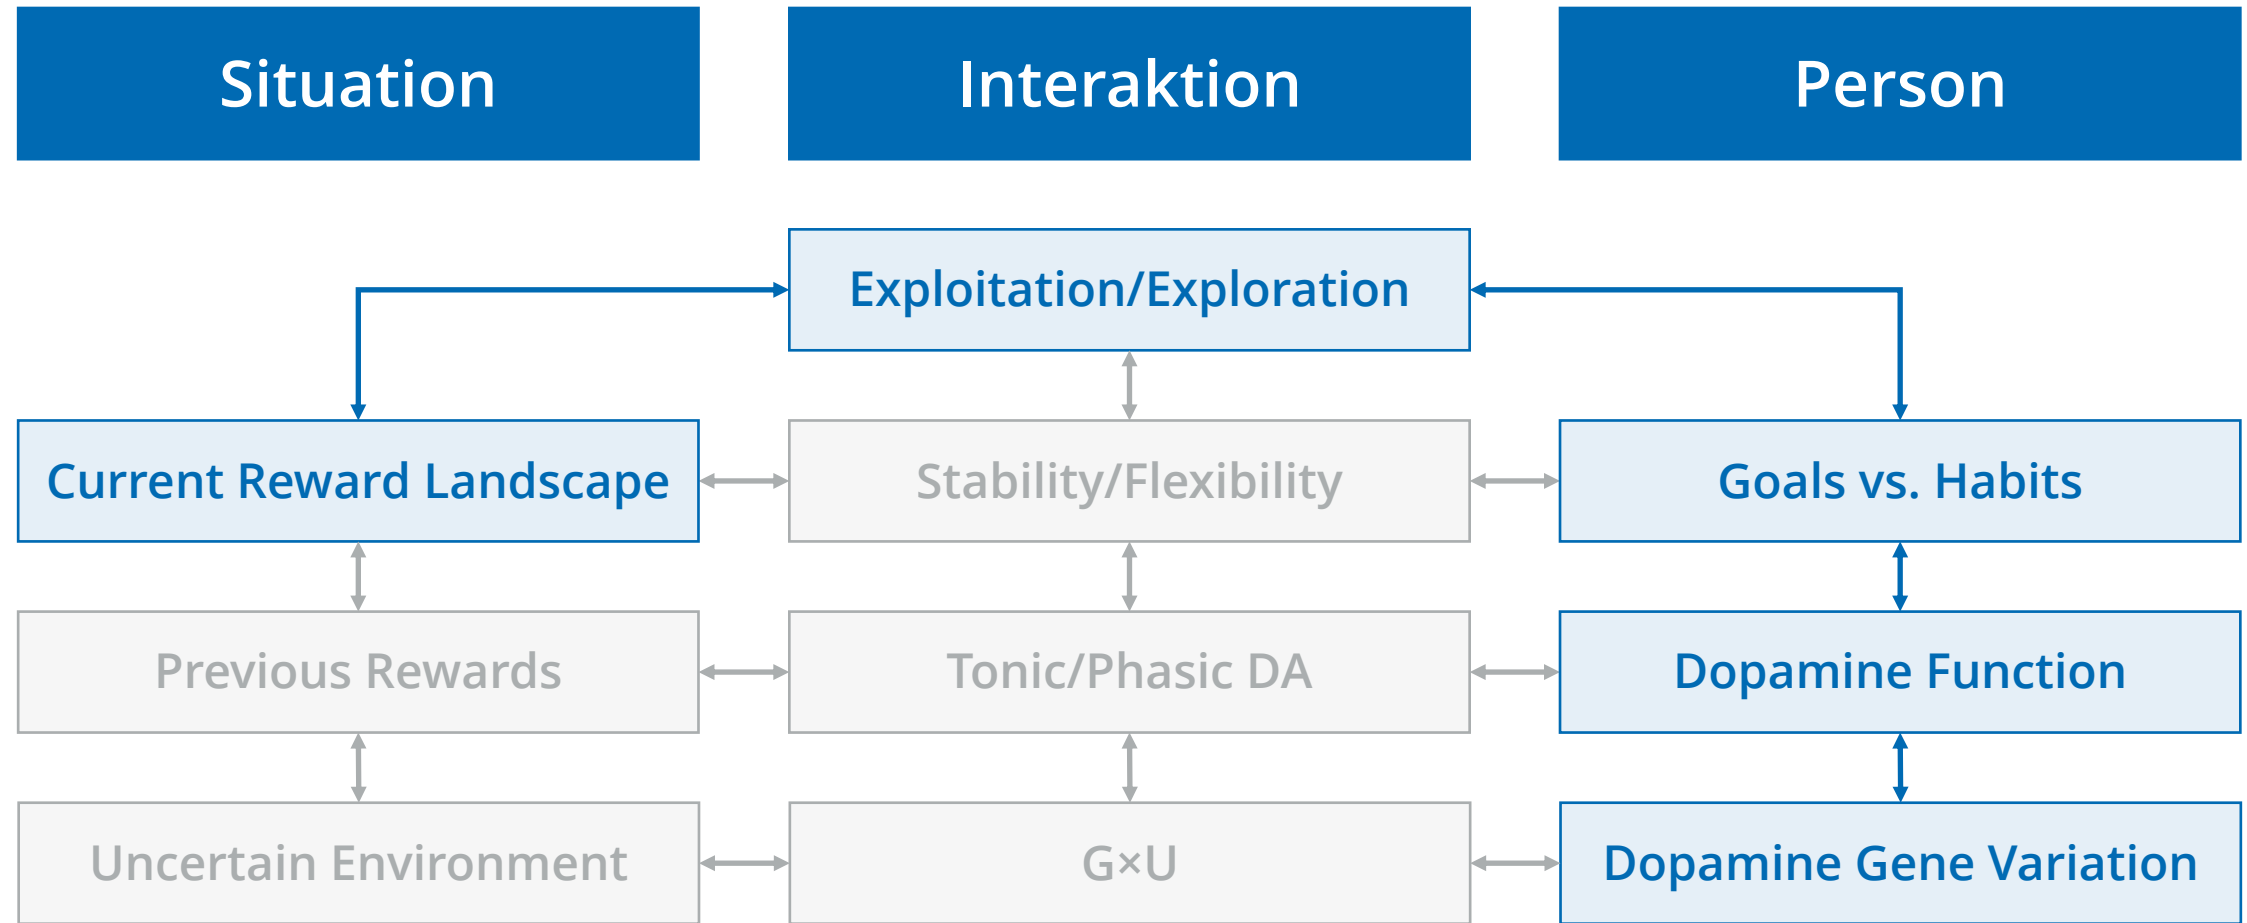 Situation
Interaktion
Person
Exploitation/Exploration
Current Reward Landscape
Stability/Flexibility
Goals vs. Habits
Previous Rewards
Tonic/Phasic DA
Dopamine Function
Uncertain Environment
G×U
Dopamine Gene Variation